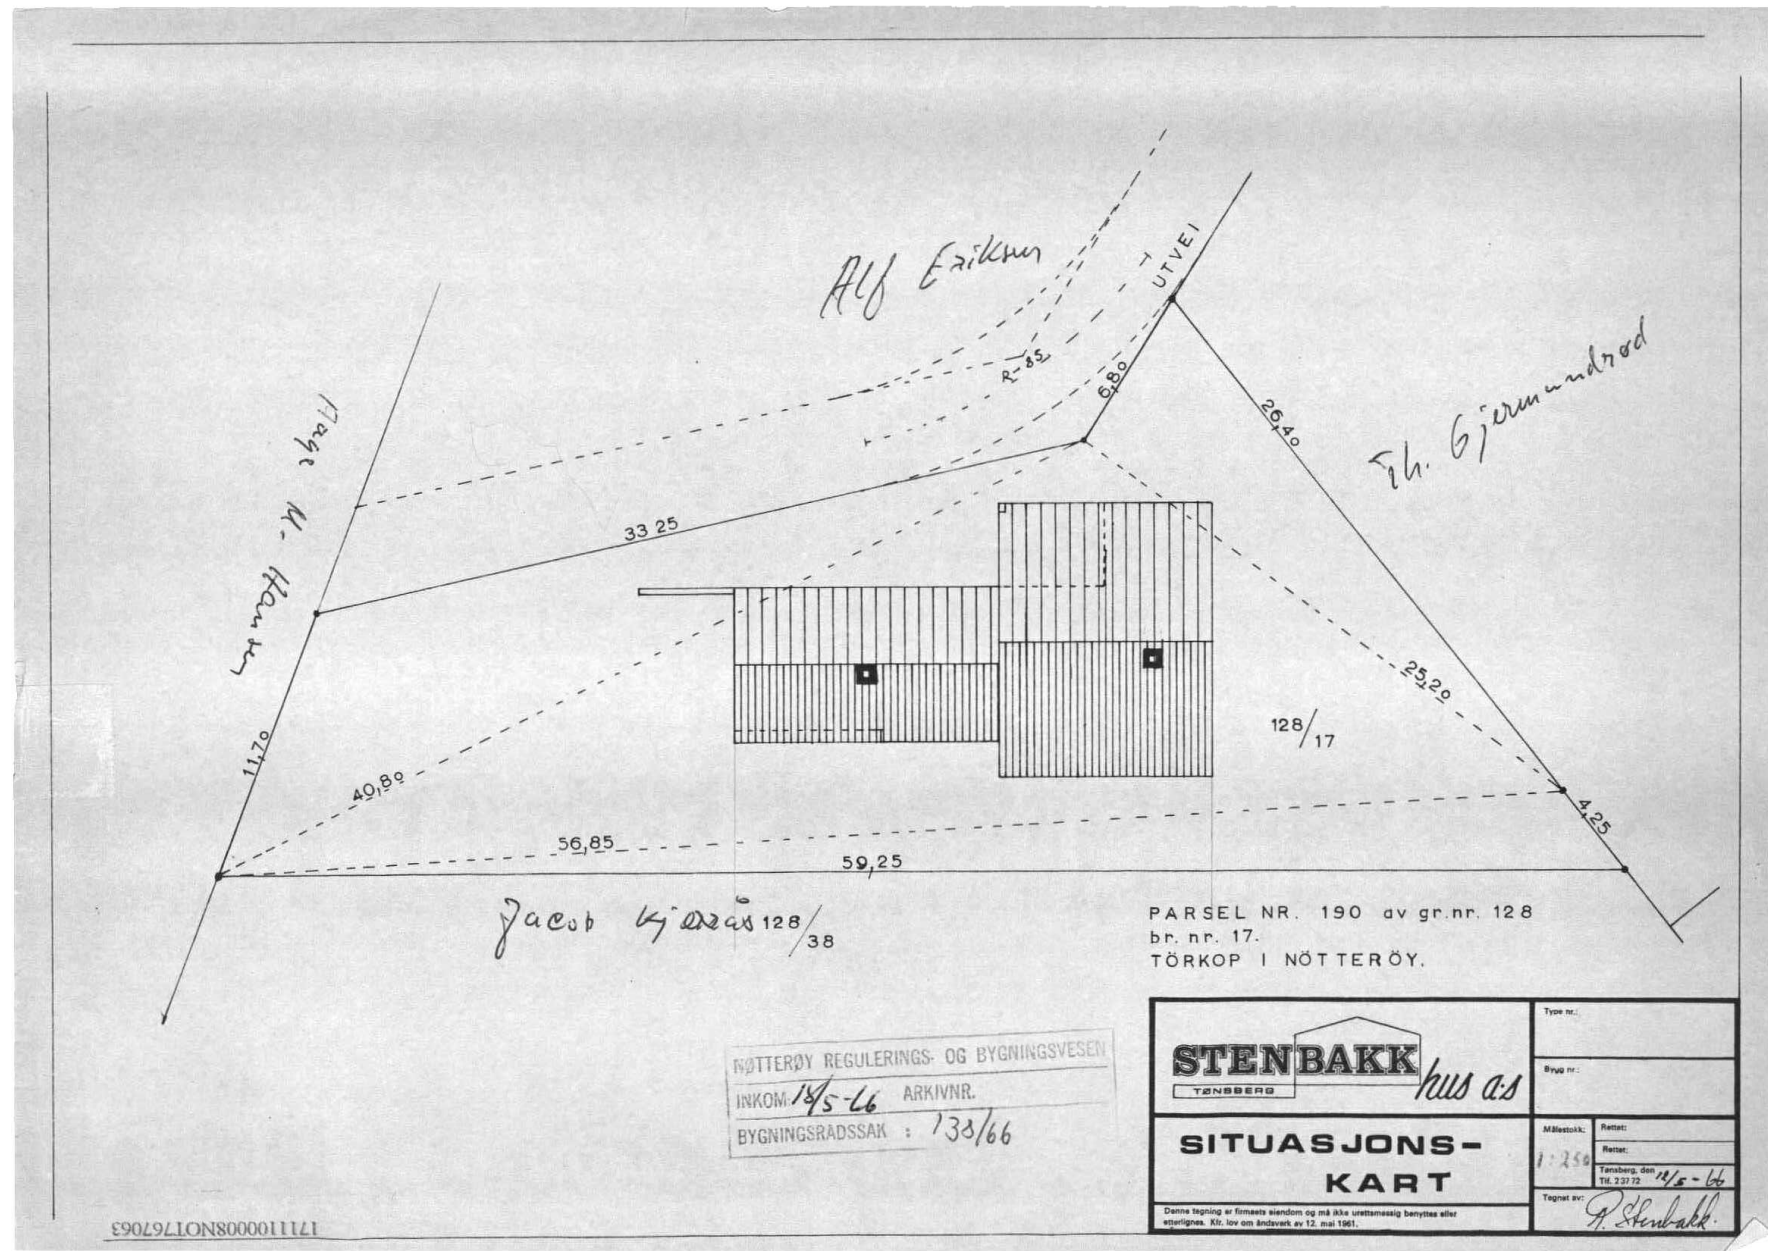 Alf Eriksen
UTVEI
R-85
6,80
26,40
Th. Gjermundrød
Aage M. Hansen
33 25
25,20
128/17
11,70
40,80
56,85
59,25
4,25
Jacob Kjerrås 128/38
PARSEL NR. 190 av gr.nr. 128
br. nr. 17.
TÖRKOP I NÖTTERÖY.
NØTTERØY REGULERINGS- OG BYGNINGSVESEN
INKOM: 18/5-66 ARKIVNR.
BYGNINGSRÅDSSAK : 138/66
STENBAKK
TØNSBERG
hus a.s
SITUASJONS-
KART
Denne tegning er firmaets eiendom og må ikke urettsmessig benyttes eller
etterlignes. Kfr. lov om åndsverk av 12. mai 1961.
Type nr.:
Bygg nr.:
Målestokk:
1:250
Rettet:
Rettet:
Tønsberg, den 12/5-66
Tlf. 2 37 72
Tegnet av:
R. Stenbakk.
171110000008NOT767063